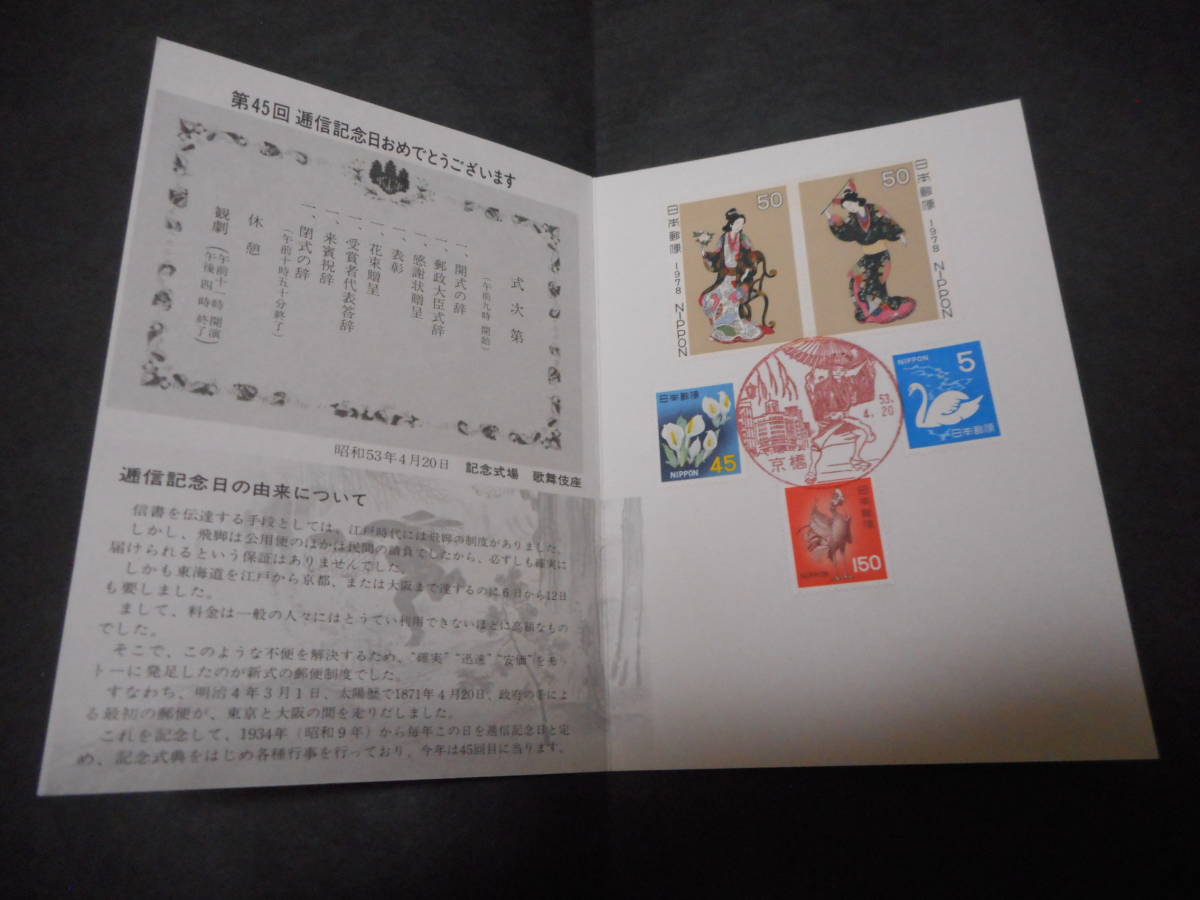 第45回 逓信記念日おめでとうございます
式次第
(午前九時 開始)
一、開式の辞
一、郵政大臣式辞
一、感謝状贈呈
一、表彰
一、花束贈呈
一、受賞者代表答辞
一、来賓祝辞
一、閉式の辞
(午前十時五十分終了)
休憩
観劇 (午前十一時 開演
午後四時 終了)
昭和53年4月20日 記念式場 歌舞伎座
逓信記念日の由来について
信書を伝達する手段としては、江戸時代には飛脚の制度がありました。
しかし、飛脚は公用便のほかは民間の請負でしたから、必ずしも確実に
届けられるという保証はありませんでした。
しかも東海道を江戸から京都、または大阪まで達するのに6日から12日
も要しました。
まして、料金は一般の人々にはとうてい利用できないほどに高額なもの
でした。
そこで、このような不便を解決するため、“確実”“迅速”“安価”をモッ
トーに発足したのが新式の郵便制度でした。
すなわち、明治4年3月1日、太陽歴で1871年4月20日、政府の手によ
る最初の郵便が、東京と大阪の間を走りだしました。
これを記念して、1934年(昭和9年)から毎年この日を逓信記念日と定
め、記念式典をはじめ各種行事を行っており、今年は45回目に当ります。
50
日本郵便 1978 NIPPON
50
日本郵便 1978 NIPPON
日本郵便
NIPPON 45
53.
4.20
京橋
NIPPON 5
日本郵便
日本郵便
NIPPON 150